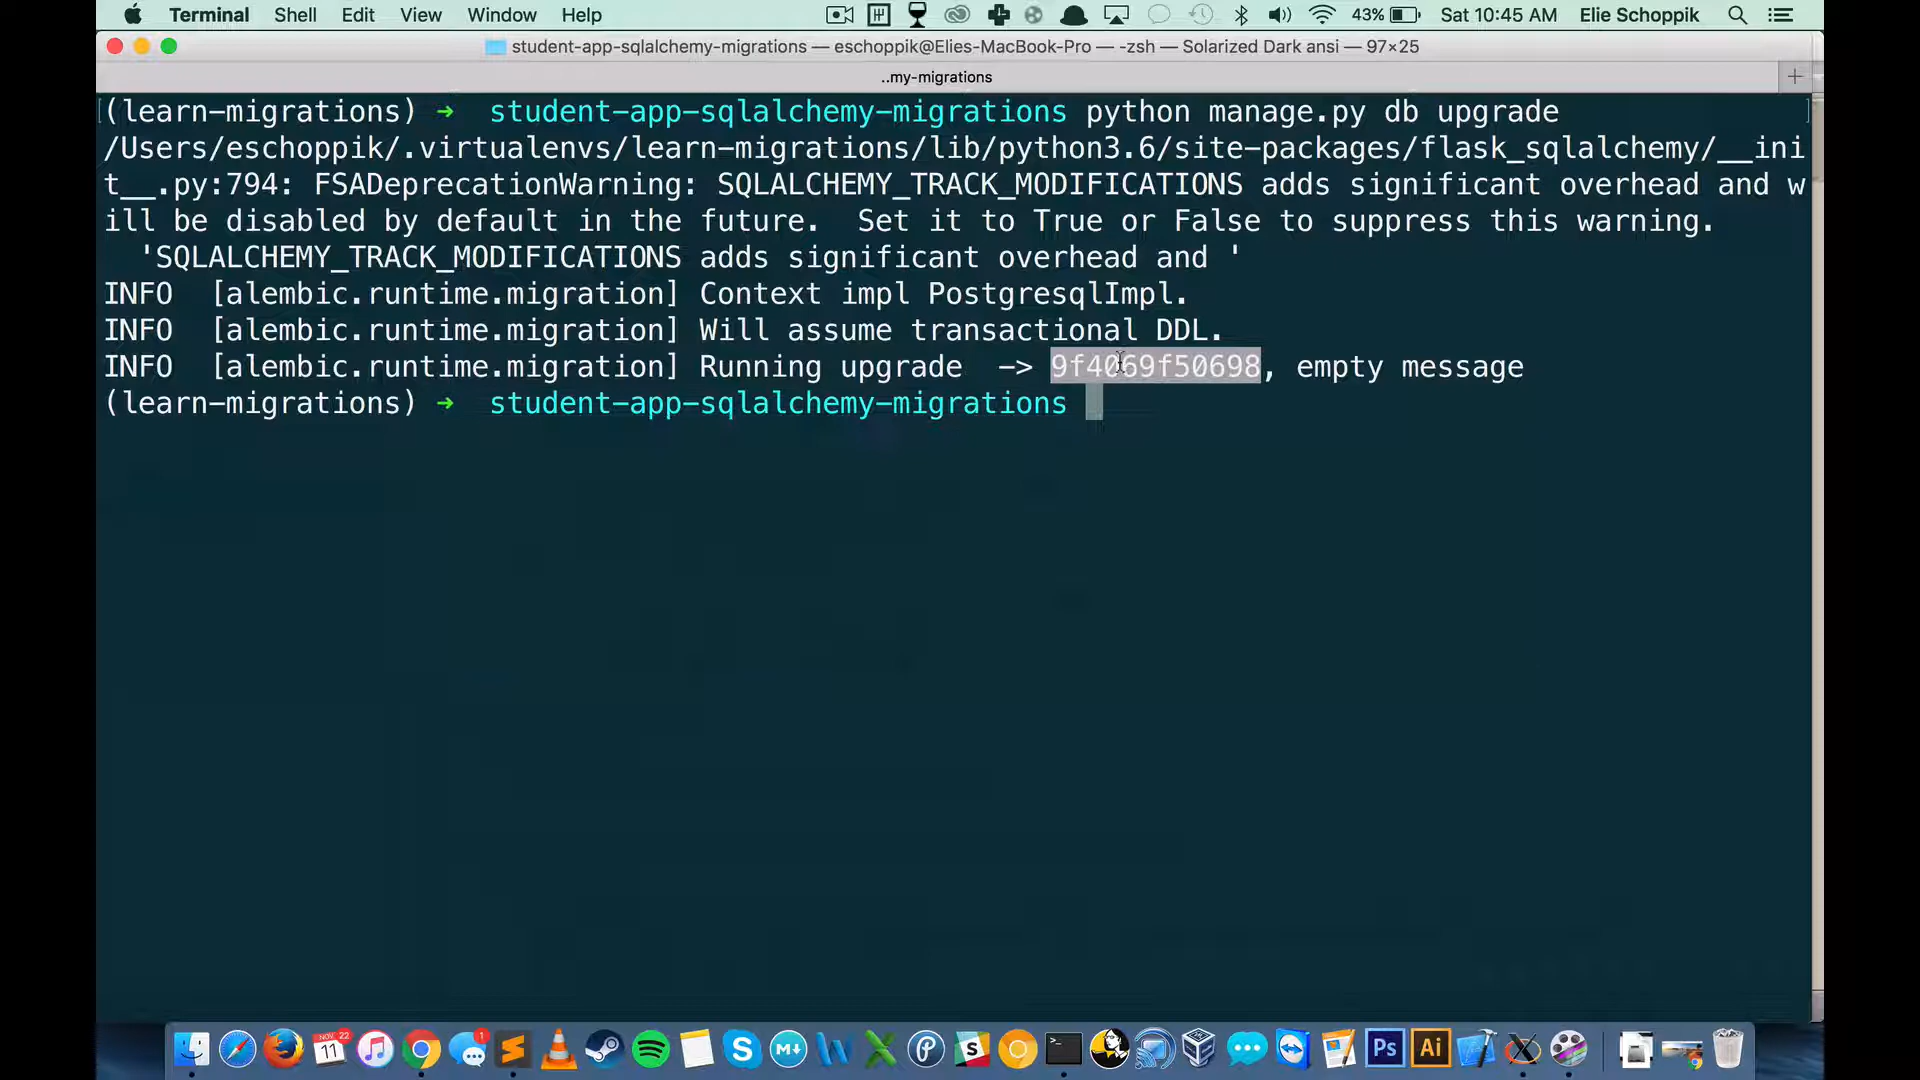 Terminal Shell Edit View Window Help 43% Sat 10:45 AM Elie Schoppik
student-app-sqlalchemy-migrations — eschoppik@Elies-MacBook-Pro — -zsh — Solarized Dark ansi — 97×25
..my-migrations
(learn-migrations) ➜ student-app-sqlalchemy-migrations python manage.py db upgrade
/Users/eschoppik/.virtualenvs/learn-migrations/lib/python3.6/site-packages/flask_sqlalchemy/__ini
t__.py:794: FSADeprecationWarning: SQLALCHEMY_TRACK_MODIFICATIONS adds significant overhead and w
ill be disabled by default in the future.  Set it to True or False to suppress this warning.
  'SQLALCHEMY_TRACK_MODIFICATIONS adds significant overhead and '
INFO  [alembic.runtime.migration] Context impl PostgresqlImpl.
INFO  [alembic.runtime.migration] Will assume transactional DDL.
INFO  [alembic.runtime.migration] Running upgrade  -> 9f4069f50698, empty message
(learn-migrations) ➜ student-app-sqlalchemy-migrations
NOV 22 11 1 M↓ Ps Ai